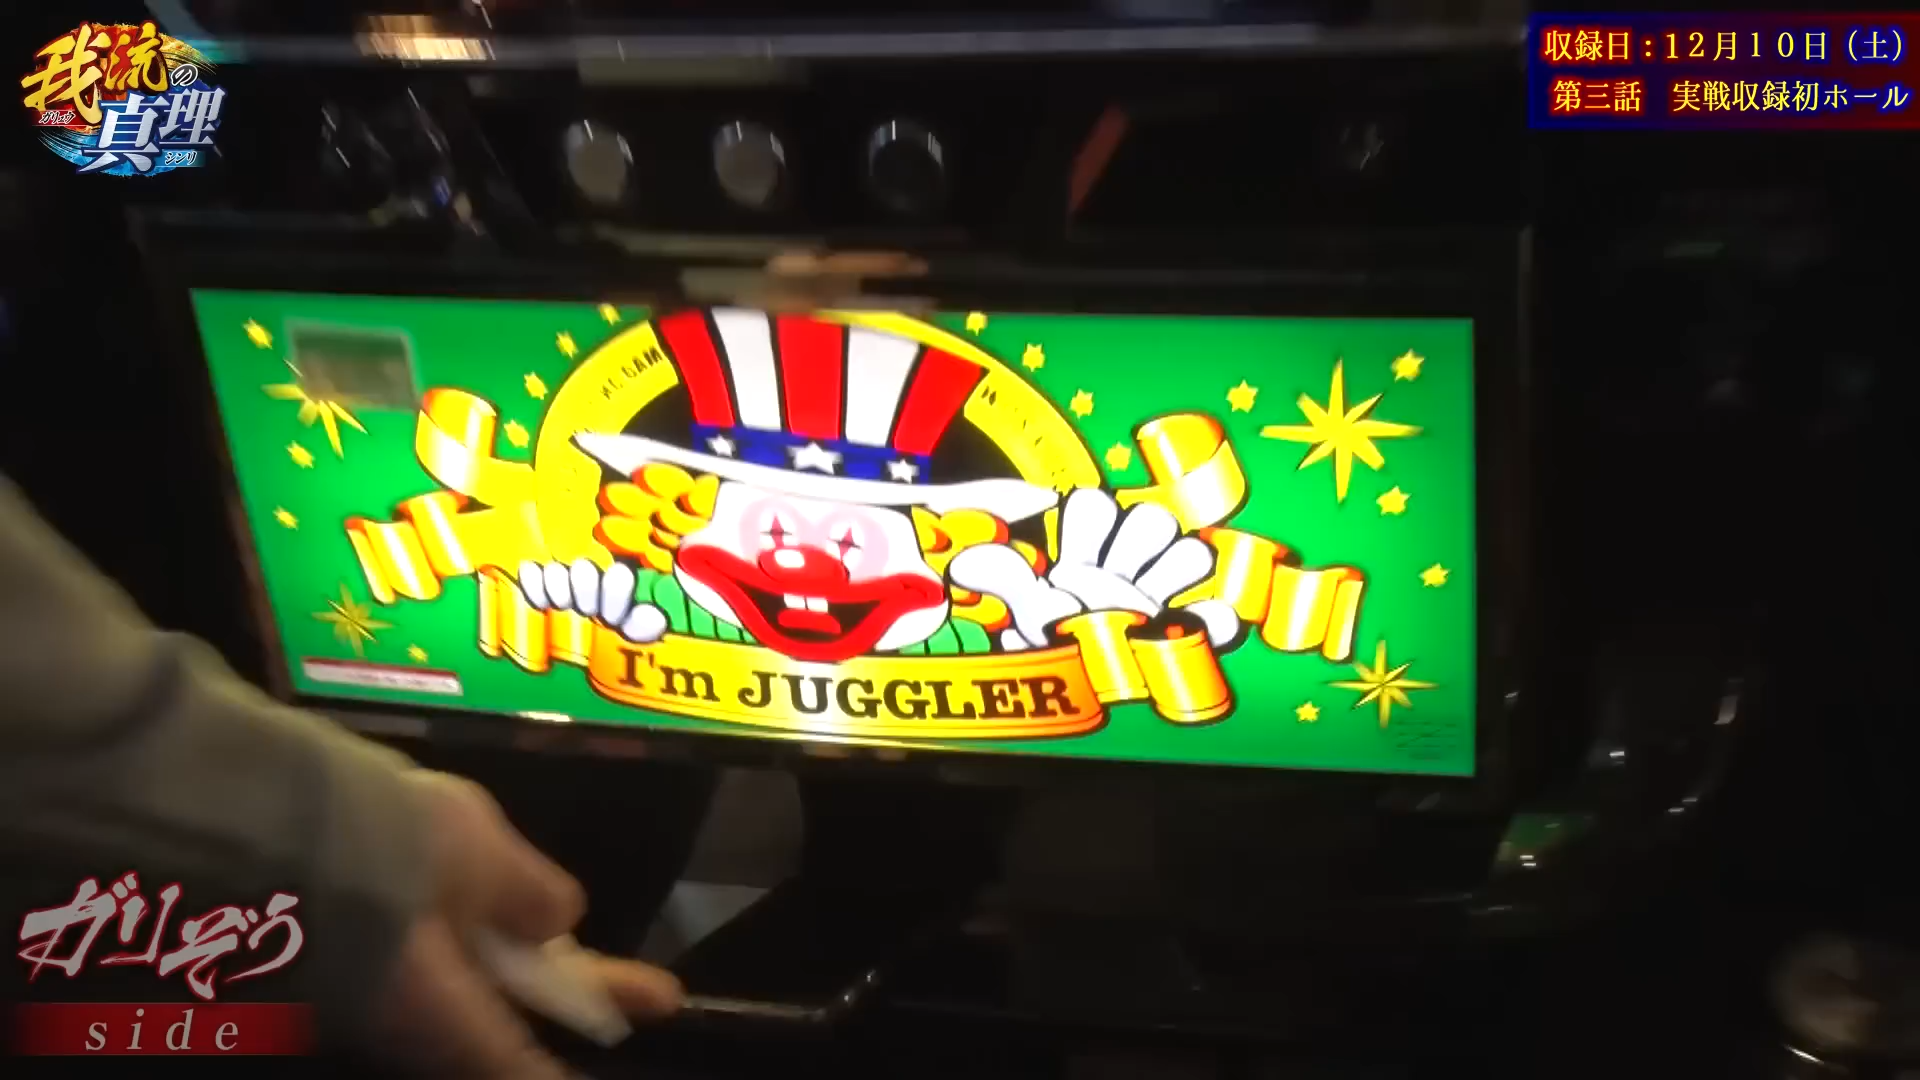 我流の真理
ガリュウ
シンリ
収録日：１２月１０日（土）
第三話　実戦収録初ホール
I'm JUGGLER
ガリぞう
side